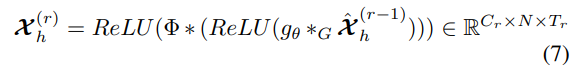 𝓧_h^{(r)} = ReLU(Φ ∗ (ReLU(g_θ ∗_G 𝓧̂_h^{(r−1)}))) ∈ ℝ^{C_r×N×T_r}
(7)